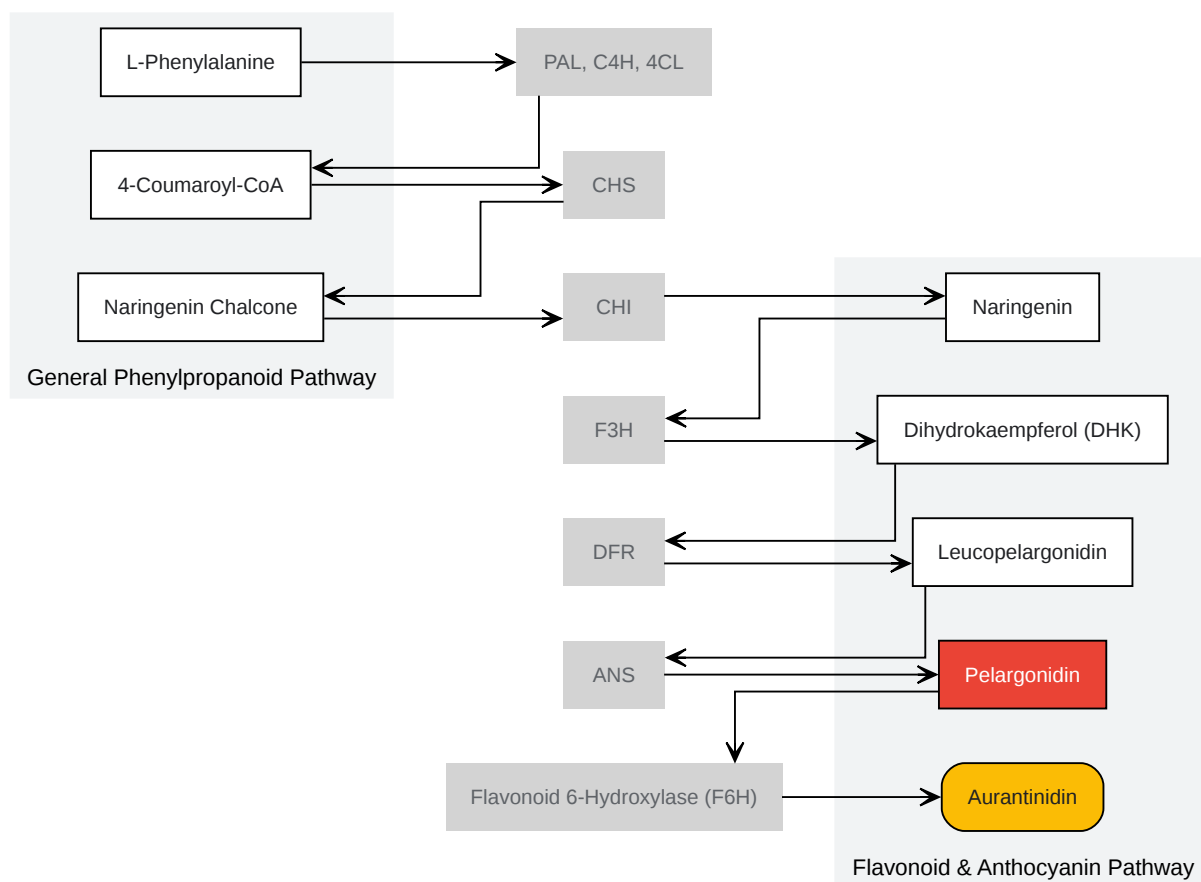 L-Phenylalanine
PAL, C4H, 4CL
4-Coumaroyl-CoA
CHS
Naringenin Chalcone
CHI
Naringenin
General Phenylpropanoid Pathway
F3H
Dihydrokaempferol (DHK)
DFR
Leucopelargonidin
ANS
Pelargonidin
Flavonoid 6-Hydroxylase (F6H)
Aurantinidin
Flavonoid & Anthocyanin Pathway